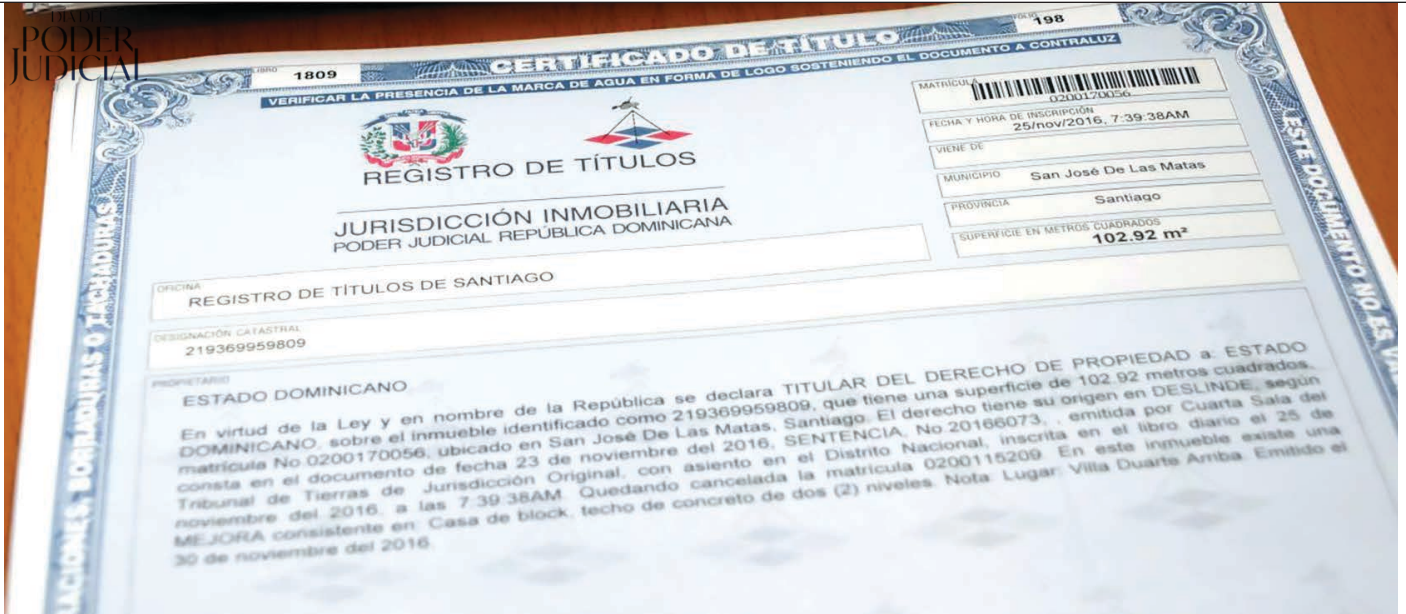 DÍA DEL
PODER
JUDICIAL
LIBRO 1809
FOLIO 198
CERTIFICADO DE TÍTULO
VERIFICAR LA PRESENCIA DE LA MARCA DE AGUA EN FORMA DE LOGO SOSTENIENDO EL DOCUMENTO A CONTRALUZ
REGISTRO DE TÍTULOS
JURISDICCIÓN INMOBILIARIA
PODER JUDICIAL REPÚBLICA DOMINICANA
MATRÍCULA
0200170056
FECHA Y HORA DE INSCRIPCIÓN
25/nov/2016, 7:39:38AM
VIENE DE
MUNICIPIO San José De Las Matas
PROVINCIA Santiago
SUPERFICIE EN METROS CUADRADOS
102.92 m²
OFICINA
REGISTRO DE TÍTULOS DE SANTIAGO
DESIGNACIÓN CATASTRAL
219369959809
PROPIETARIO
ESTADO DOMINICANO
En virtud de la Ley y en nombre de la República se declara TITULAR DEL DERECHO DE PROPIEDAD a: ESTADO
DOMINICANO, sobre el inmueble identificado como 219369959809, que tiene una superficie de 102.92 metros cuadrados,
matrícula No.0200170056, ubicado en San José De Las Matas, Santiago. El derecho tiene su origen en DESLINDE, según
consta en el documento de fecha 23 de noviembre del 2016, SENTENCIA, No.20166073, , emitida por Cuarta Sala del
Tribunal de Tierras de Jurisdicción Original, con asiento en el Distrito Nacional, inscrita en el libro diario el 25 de
noviembre del 2016, a las 7:39:38AM. Quedando cancelada la matrícula 0200115209. En este inmueble existe una
MEJORA consistente en: Casa de block, techo de concreto de dos (2) niveles. Nota: Lugar: Villa Duarte Arriba. Emitido el
30 de noviembre del 2016.
BORRADURAS O TACHADURAS
ESTE DOCUMENTO NO ES